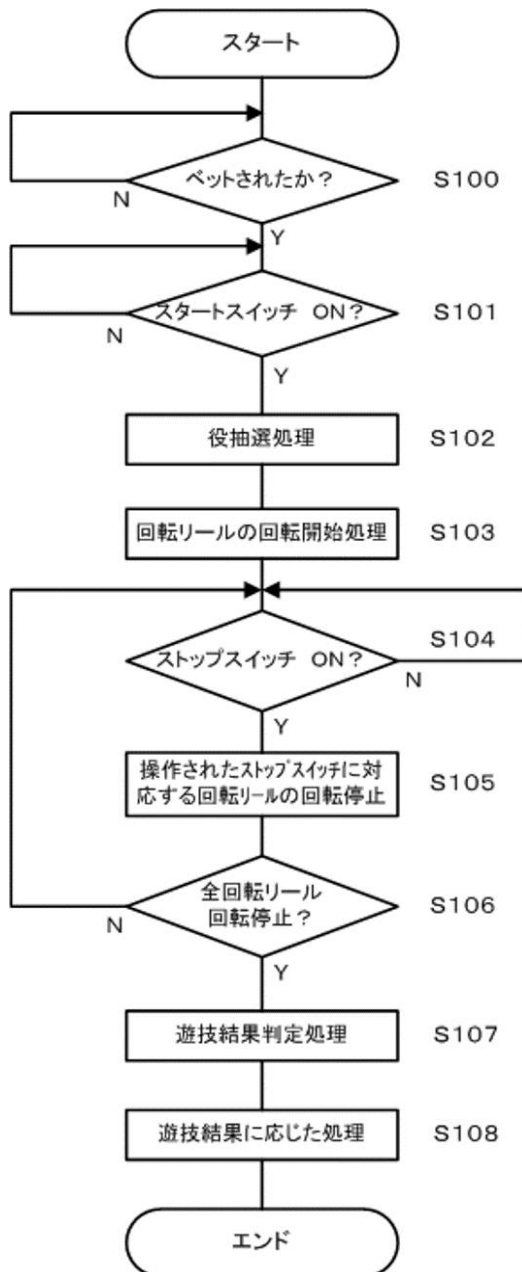 スタート
ベットされたか？
S100
N
Y
スタートスイッチ　ON？
S101
N
Y
役抽選処理
S102
回転リールの回転開始処理
S103
ストップスイッチ　ON？
S104
N
Y
操作されたストップスイッチに対
応する回転リールの回転停止
S105
全回転リール
回転停止？
S106
N
Y
遊技結果判定処理
S107
遊技結果に応じた処理
S108
エンド